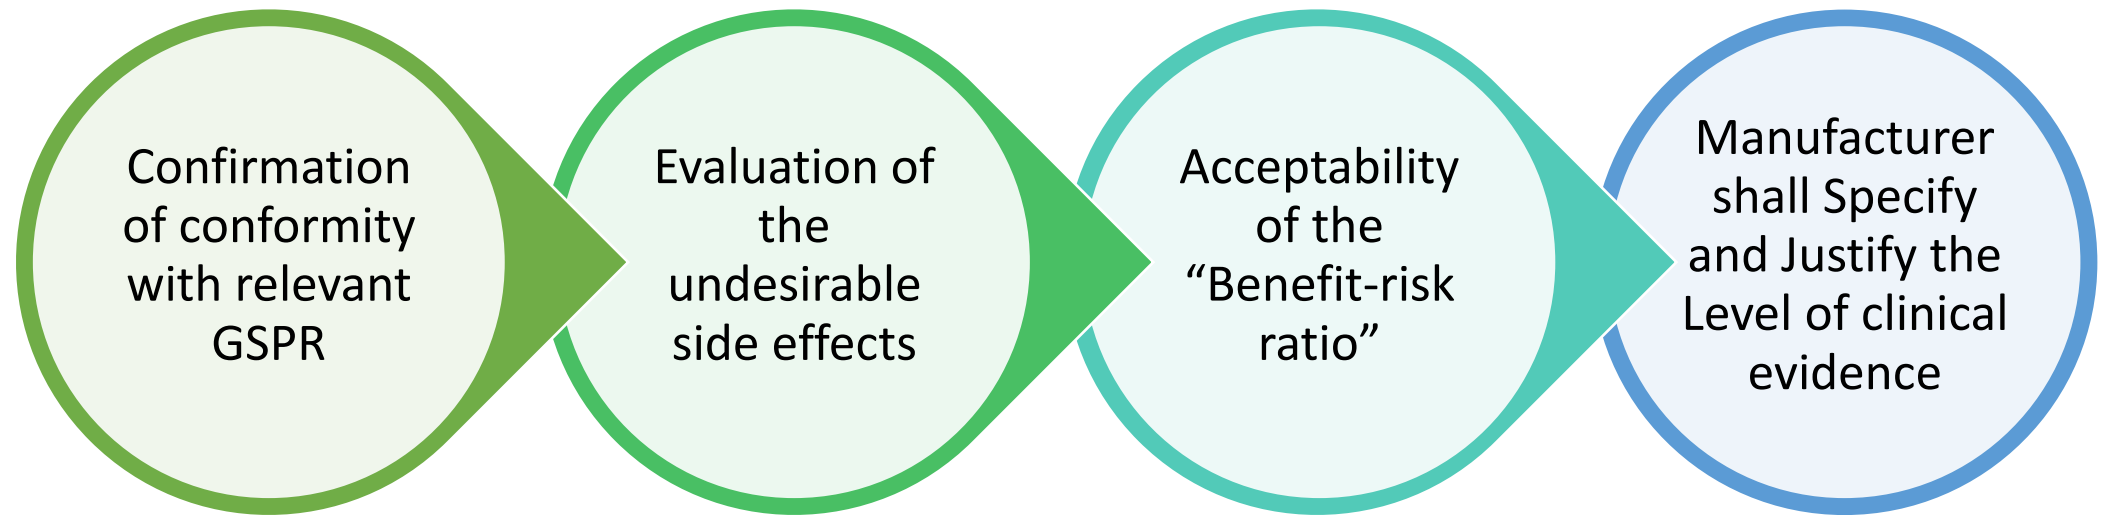 Confirmation
of conformity
with relevant
GSPR
Evaluation of
the
undesirable
side effects
Acceptability
of the
“Benefit-risk
ratio”
Manufacturer
shall Specify
and Justify the
Level of clinical
evidence